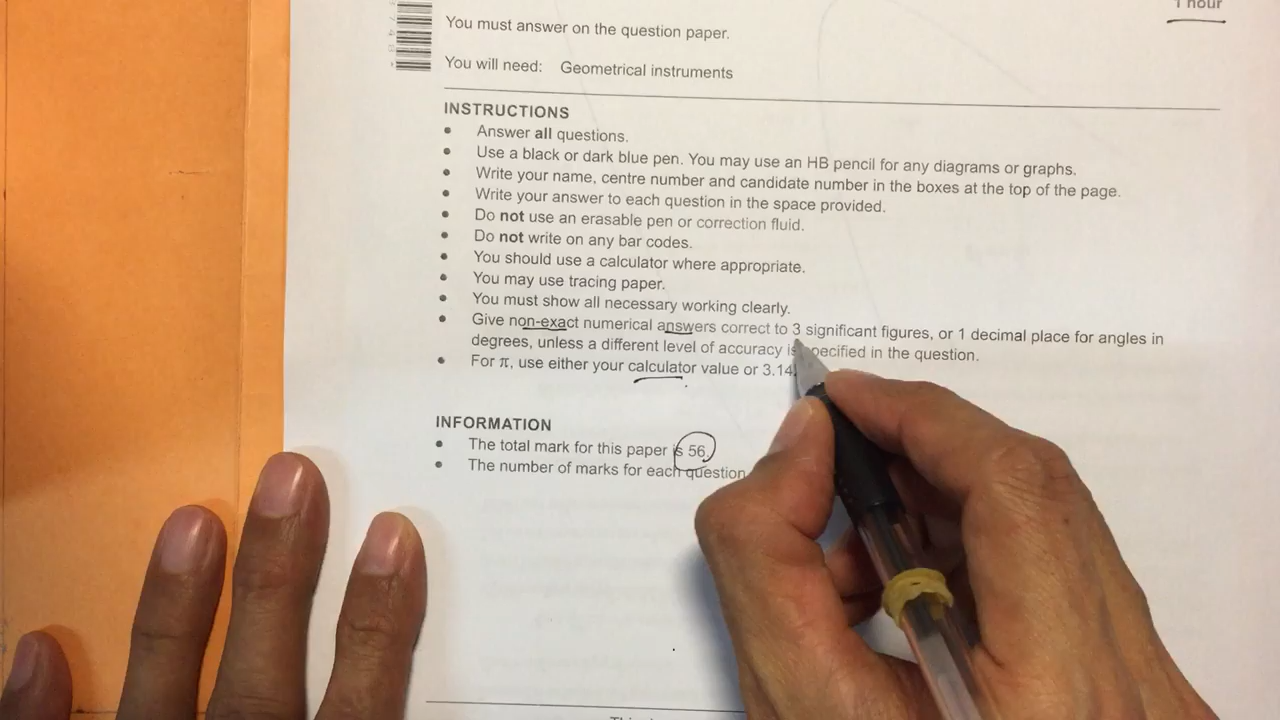 1 hour
You must answer on the question paper.
You will need: Geometrical instruments
INSTRUCTIONS
• Answer all questions.
• Use a black or dark blue pen. You may use an HB pencil for any diagrams or graphs.
• Write your name, centre number and candidate number in the boxes at the top of the page.
• Write your answer to each question in the space provided.
• Do not use an erasable pen or correction fluid.
• Do not write on any bar codes.
• You should use a calculator where appropriate.
• You may use tracing paper.
• You must show all necessary working clearly.
• Give non-exact numerical answers correct to 3 significant figures, or 1 decimal place for angles in
degrees, unless a different level of accuracy is specified in the question.
• For π, use either your calculator value or 3.14
INFORMATION
• The total mark for this paper is 56.
• The number of marks for each question